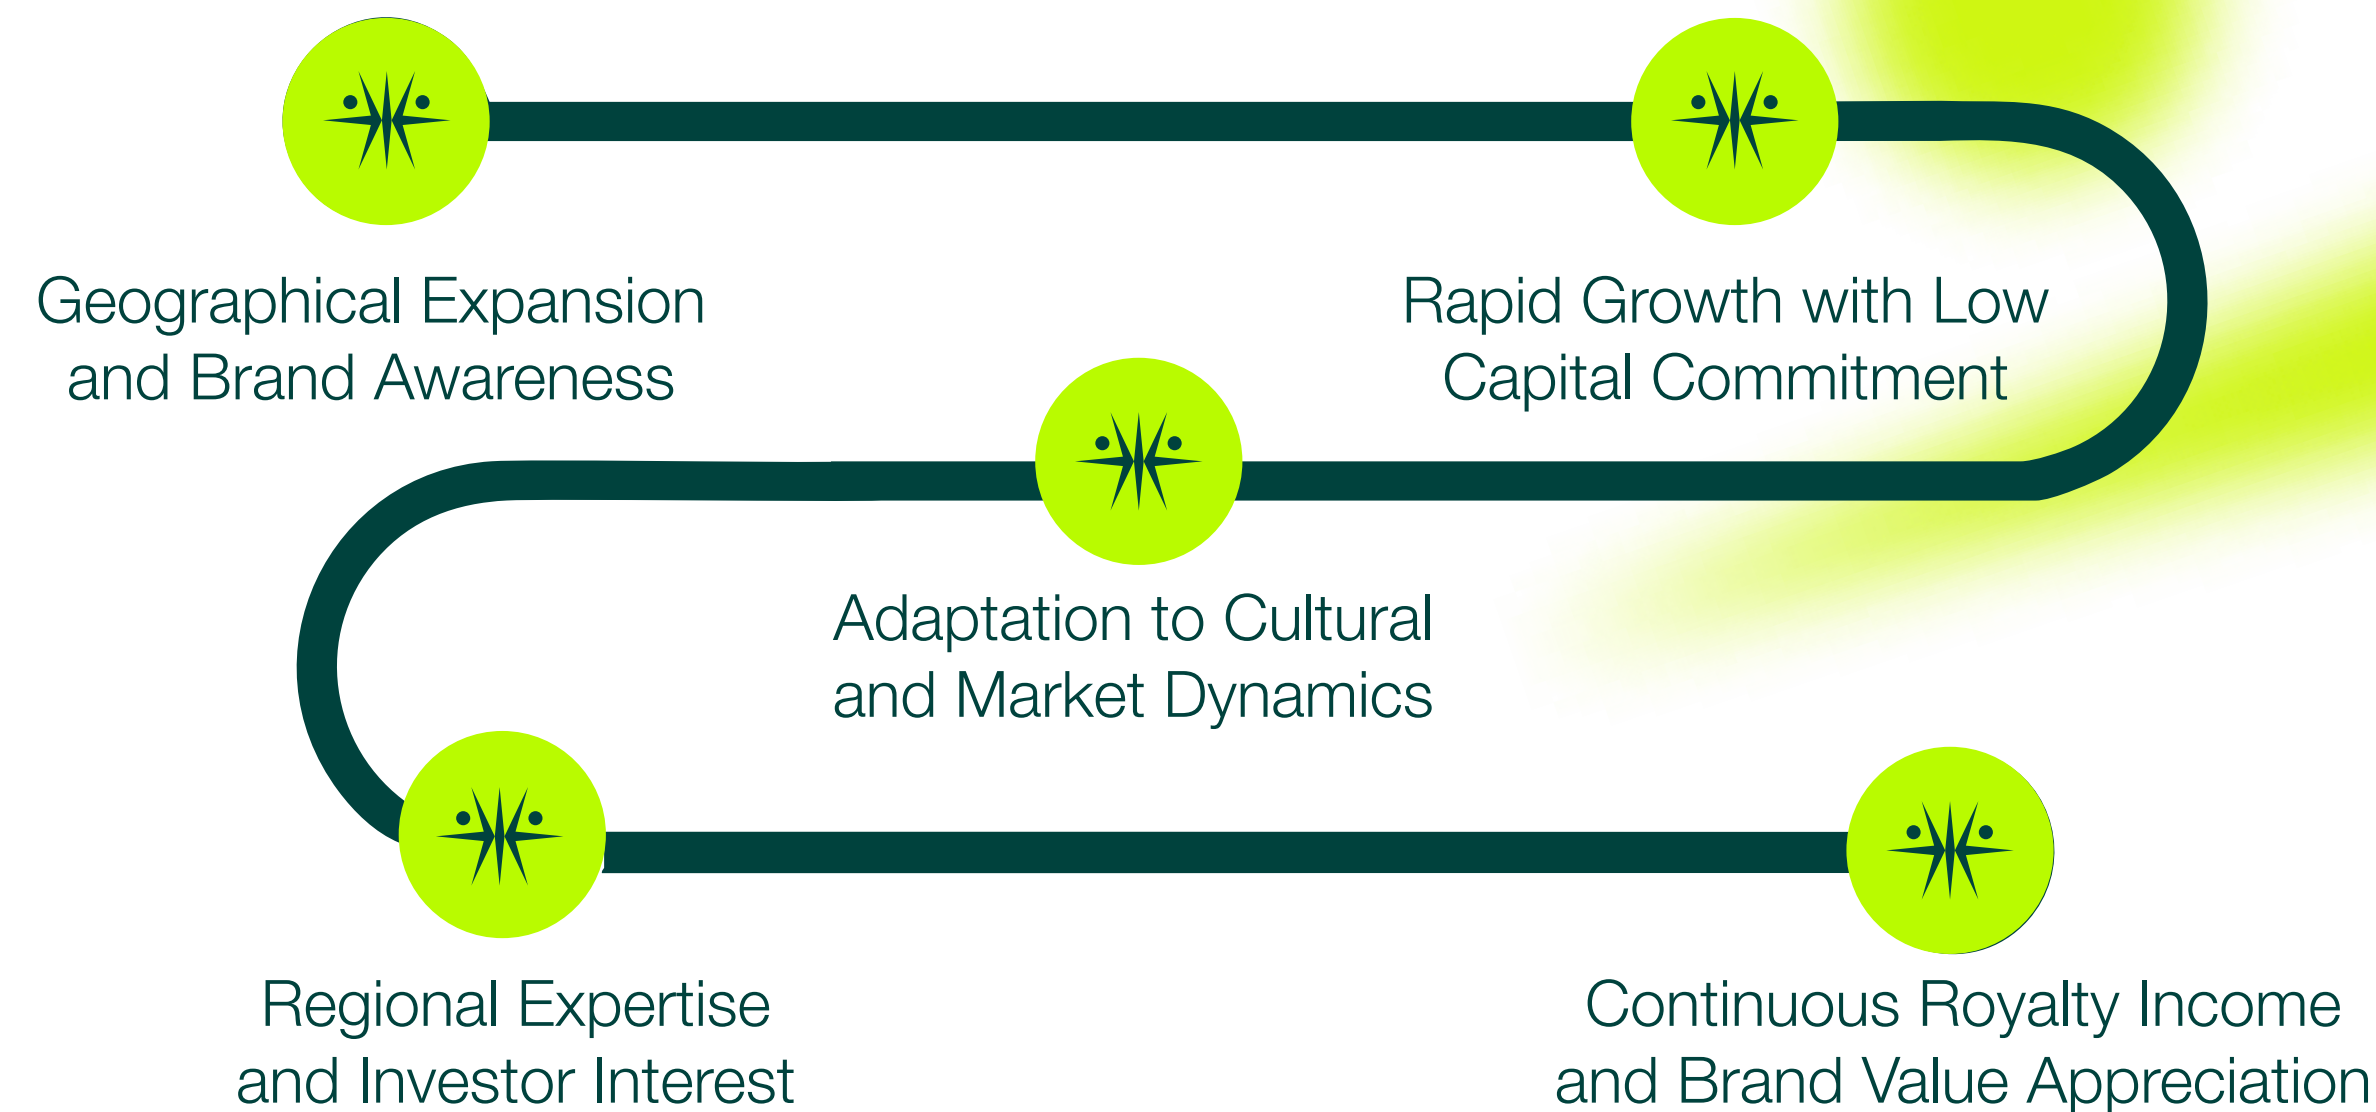 Geographical Expansion
and Brand Awareness
Rapid Growth with Low
Capital Commitment
Adaptation to Cultural
and Market Dynamics
Regional Expertise
and Investor Interest
Continuous Royalty Income
and Brand Value Appreciation